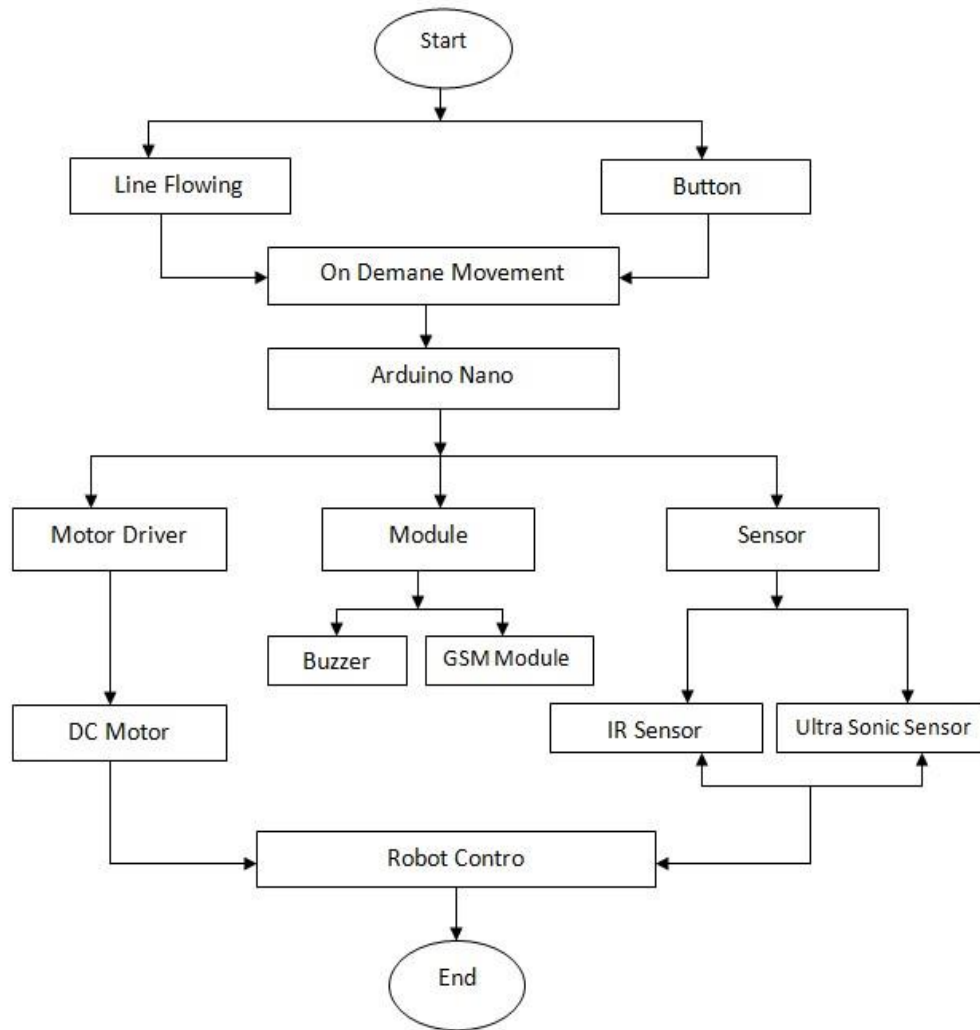 Start
Line Flowing
Button
On Demane Movement
Arduino Nano
Motor Driver
Module
Sensor
Buzzer
GSM Module
DC Motor
IR Sensor
Ultra Sonic Sensor
Robot Contro
End